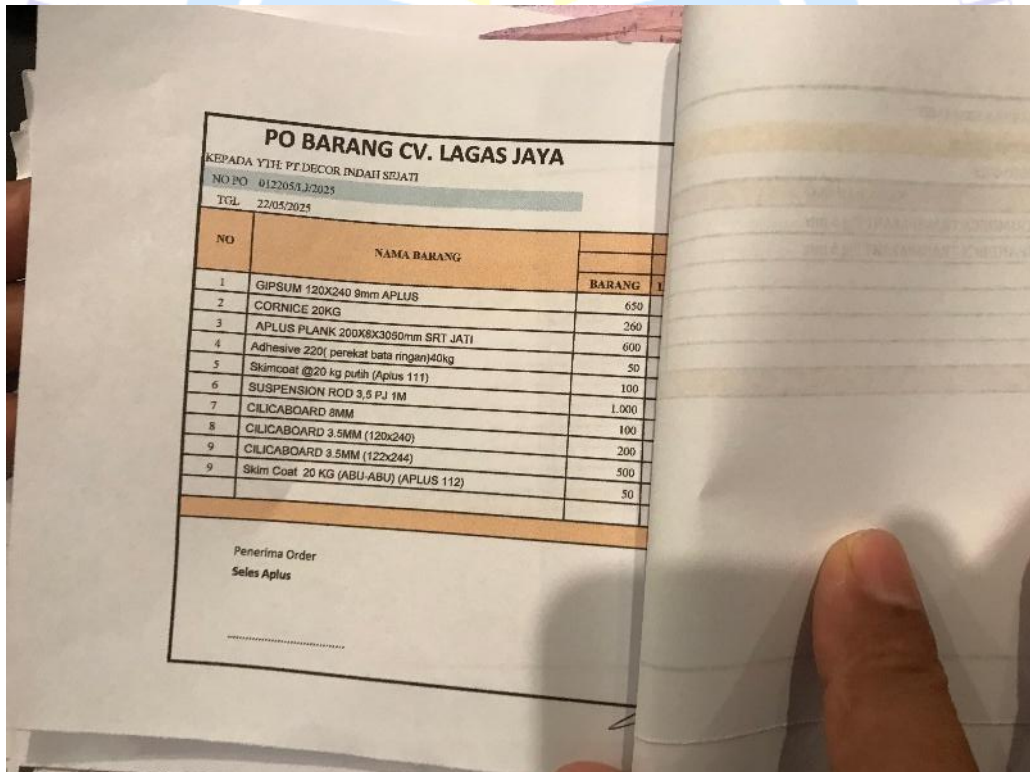 PO BARANG CV. LAGAS JAYA
KEPADA YTH: PT.DECOR INDAH SEJATI
NO PO 012205/LJ/2025
TGL 22/05/2025
NO NAMA BARANG
BARANG
1 GIPSUM 120X240 9mm APLUS 650
2 CORNICE 20KG 260
3 APLUS PLANK 200X8X3050mm SRT JATI 600
4 Adhesive 220( perekat bata ringan)40kg 50
5 Skimcoat @20 kg putih (Aplus 111) 100
6 SUSPENSION ROD 3,5 PJ 1M 1.000
7 CILICABOARD 8MM 100
8 CILICABOARD 3.5MM (120x240) 200
9 CILICABOARD 3.5MM (122x244) 500
9 Skim Coat 20 KG (ABU-ABU) (APLUS 112) 50
Penerima Order
Seles Aplus